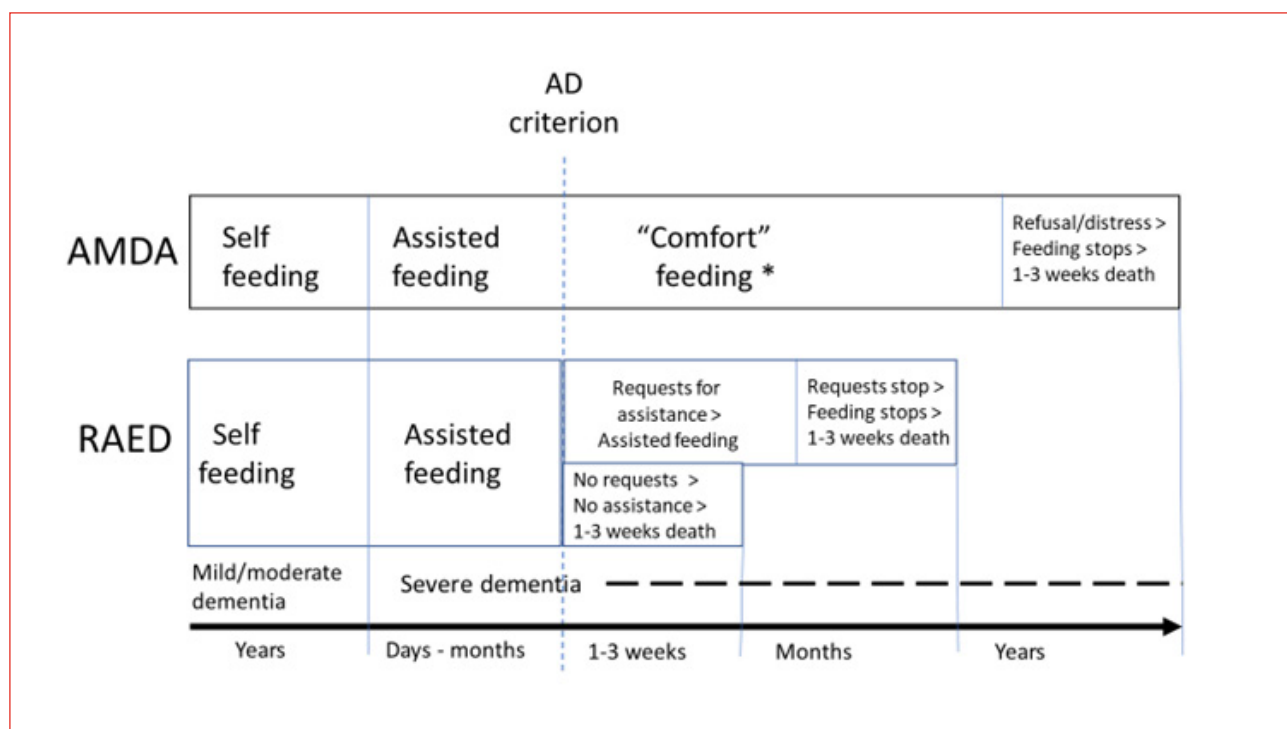 AD
criterion
AMDA
Self
feeding
Assisted
feeding
“Comfort”
feeding *
Refusal/distress >
Feeding stops >
1-3 weeks death
RAED
Self
feeding
Assisted
feeding
Requests for
assistance >
Assisted feeding
Requests stop >
Feeding stops >
1-3 weeks death
No requests >
No assistance >
1-3 weeks death
Mild/moderate
dementia
Severe dementia
Years
Days - months
1-3 weeks
Months
Years